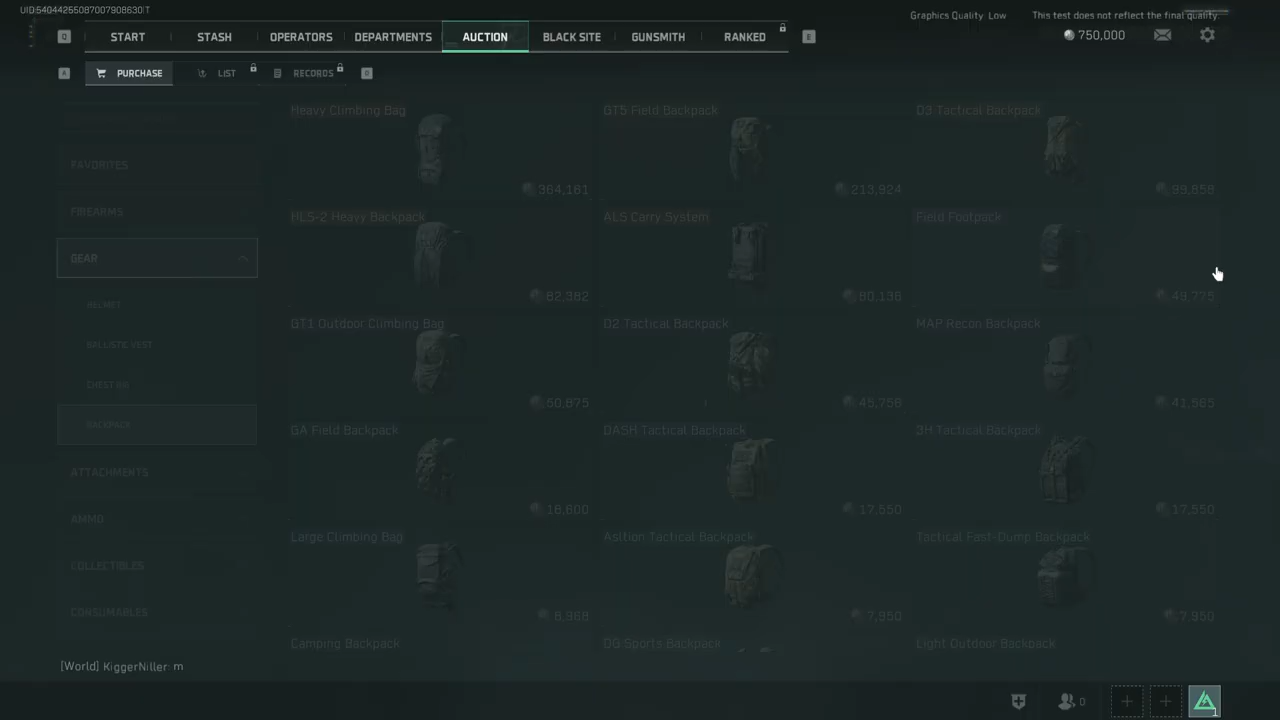 UID:540442550870079086301T
Graphics Quality: Low
This test does not reflect the final quality
Q
START
STASH
OPERATORS
DEPARTMENTS
AUCTION
BLACK SITE
GUNSMITH
RANKED
E
750,000
A
PURCHASE
LIST
RECORDS
FAVORITES
FIREARMS
GEAR
HELMET
BALLISTIC VEST
CHEST RIG
BACKPACK
ATTACHMENTS
AMMO
COLLECTIBLES
CONSUMABLES
Heavy Climbing Bag
364,161
GT5 Field Backpack
213,924
D3 Tactical Backpack
99,859
HLS-2 Heavy Backpack
82,382
ALS Carry System
80,136
Field Footpack
49,775
GT1 Outdoor Climbing Bag
50,875
D2 Tactical Backpack
45,756
MAP Recon Backpack
41,565
GA Field Backpack
16,600
DASH Tactical Backpack
17,550
3H Tactical Backpack
17,550
Large Climbing Bag
8,968
Asltion Tactical Backpack
7,950
Tactical Fast-Dump Backpack
7,950
Camping Backpack
DG Sports Backpack
Light Outdoor Backpack
[World] KiggerNiller: m
0
1